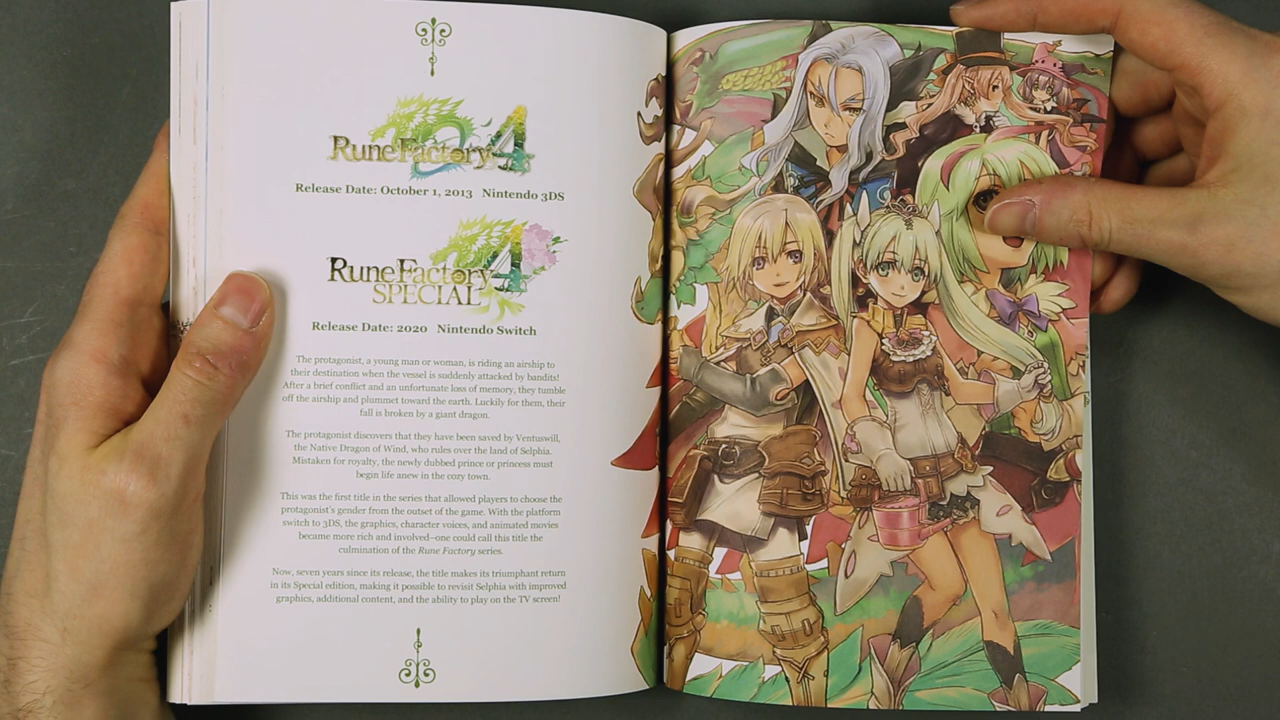 Rune Factory 4
Release Date: October 1, 2013 Nintendo 3DS
Rune Factory 4
SPECIAL
Release Date: 2020 Nintendo Switch
The protagonist, a young man or woman, is riding an airship to
their destination when the vessel is suddenly attacked by bandits!
After a brief conflict and an unfortunate loss of memory, they tumble
off the airship and plummet toward the earth. Luckily for them, their
fall is broken by a giant dragon.
The protagonist discovers that they have been saved by Ventuswill,
the Native Dragon of Wind, who rules over the land of Selphia.
Mistaken for royalty, the newly dubbed prince or princess must
begin life anew in the cozy town.
This was the first title in the series that allowed players to choose the
protagonist's gender from the outset of the game. With the platform
switch to 3DS, the graphics, character voices, and animated movies
became more rich and involved—one could call this title the
culmination of the Rune Factory series.
Now, seven years since its release, the title makes its triumphant return
in its Special edition, making it possible to revisit Selphia with improved
graphics, additional content, and the ability to play on the TV screen!